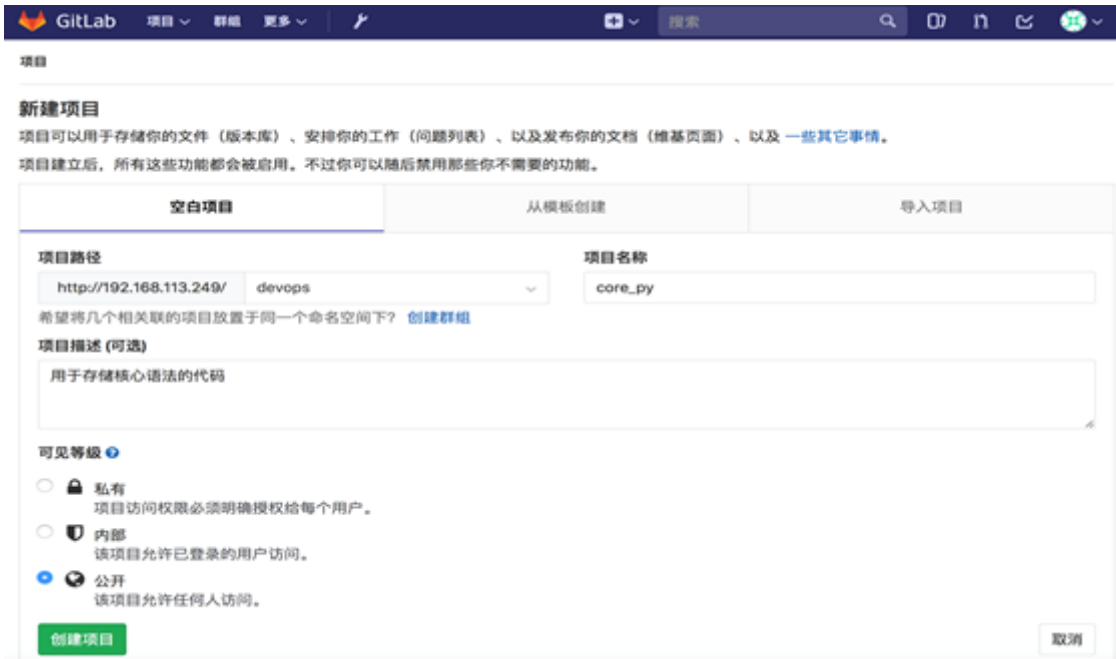 GitLab 项目 群组 更多 搜索
项目
新建项目
项目可以用于存储你的文件（版本库）、安排你的工作（问题列表）、以及发布你的文档（维基页面）、以及 一些其它事情。
项目建立后，所有这些功能都会被启用。不过你可以随后禁用那些你不需要的功能。
空白项目 从模板创建 导入项目
项目路径 项目名称
http://192.168.113.249/ devops core_py
希望将几个相关联的项目放置于同一个命名空间下？ 创建群组
项目描述 (可选)
用于存储核心语法的代码
可见等级
私有
项目访问权限必须明确授权给每个用户。
内部
该项目允许已登录的用户访问。
公开
该项目允许任何人访问。
创建项目 取消